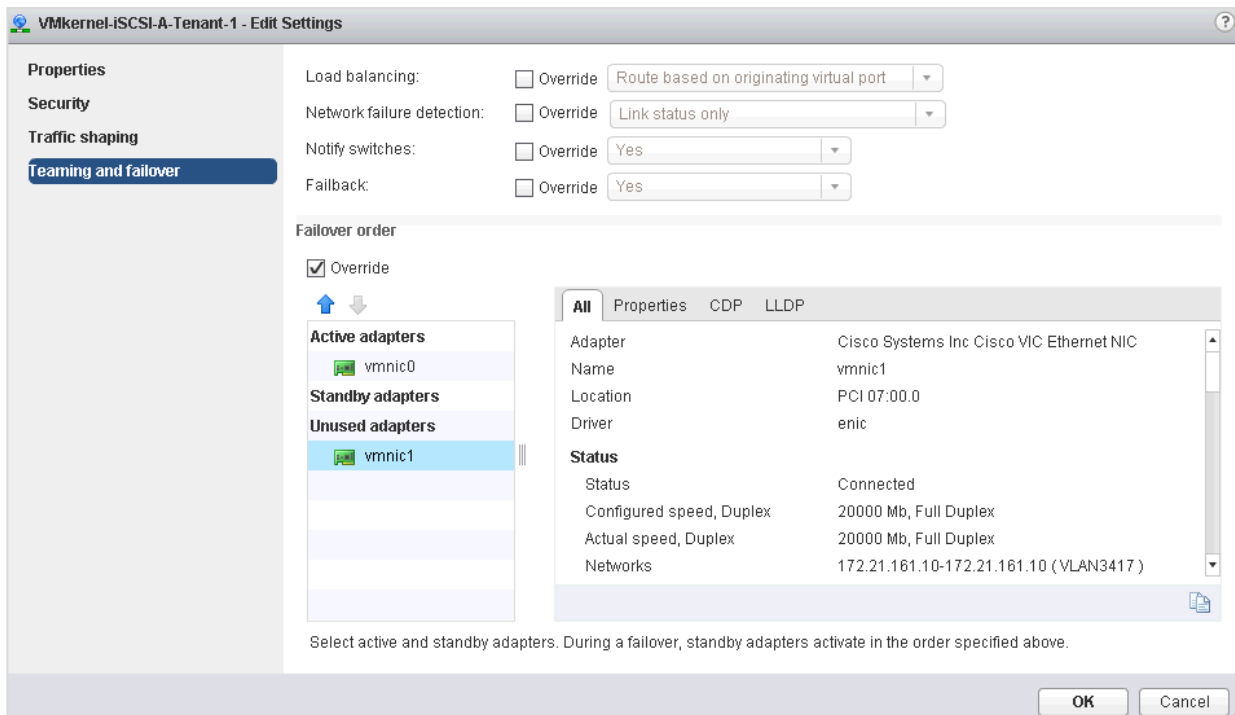 VMkernel-iSCSI-A-Tenant-1 - Edit Settings ?
Properties
Security
Traffic shaping
Teaming and failover
Load balancing: Override Route based on originating virtual port
Network failure detection: Override Link status only
Notify switches: Override Yes
Failback: Override Yes
Failover order
Override
Active adapters
vmnic0
Standby adapters
Unused adapters
vmnic1
All Properties CDP LLDP
Adapter Cisco Systems Inc Cisco VIC Ethernet NIC
Name vmnic1
Location PCI 07:00.0
Driver enic
Status
Status Connected
Configured speed, Duplex 20000 Mb, Full Duplex
Actual speed, Duplex 20000 Mb, Full Duplex
Networks 172.21.161.10-172.21.161.10 ( VLAN3417 )
Select active and standby adapters. During a failover, standby adapters activate in the order specified above.
OK Cancel